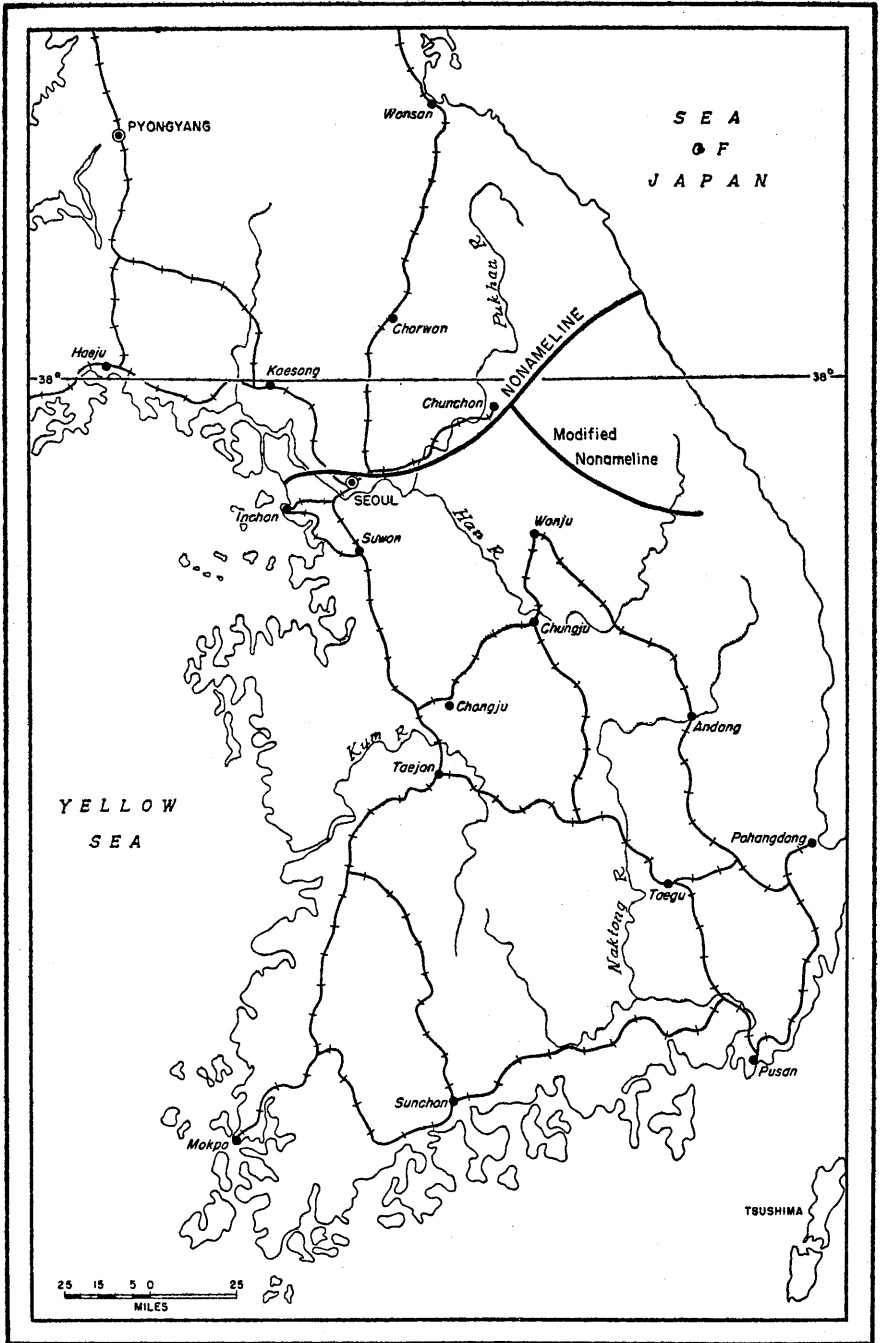 Wonsan
SEA
OF
JAPAN
PYONGYANG
Pukhan R
Chorwon
NONAMELINE
Haeju
38°
Kaesong
38°
Chunchon
Modified
Nonameline
SEOUL
Inchon
Han R
Wonju
Suwon
Chungju
Chongju
Andong
Kum R
Taejon
YELLOW
SEA
Pohangdong
Taegu
Naktong R
Pusan
Sunchon
Mokpo
TSUSHIMA
25 15 5 0 25
MILES